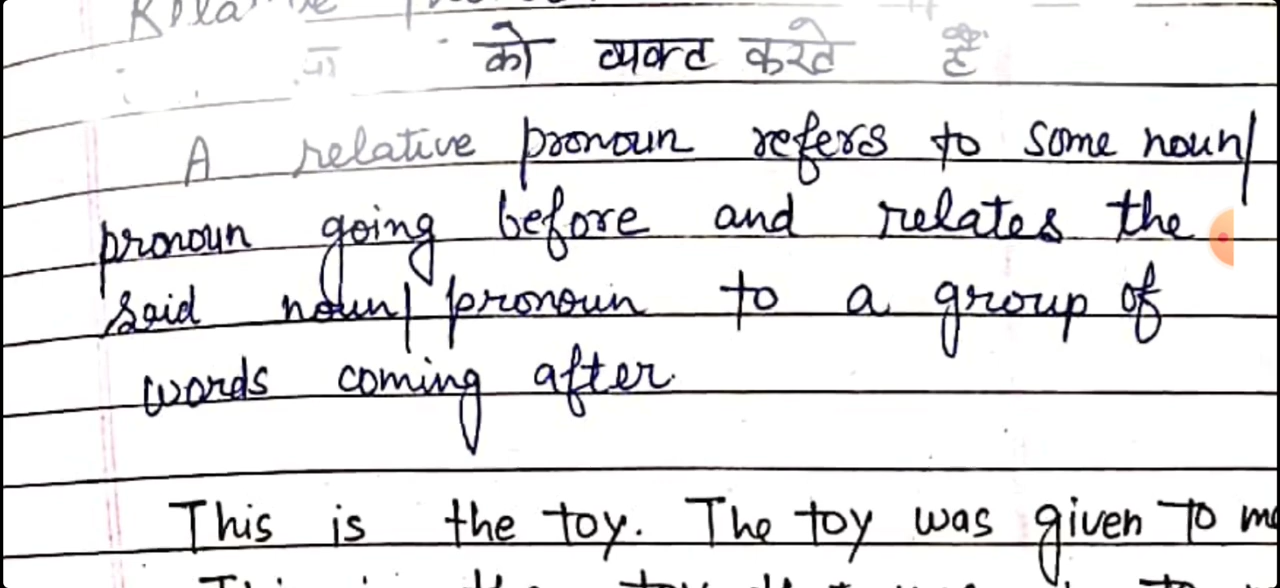 को व्यक्त करते हैं
A relative pronoun refers to some noun/
pronoun going before and relates the
said noun/pronoun to a group of
words coming after.
This is the toy. The toy was given to me